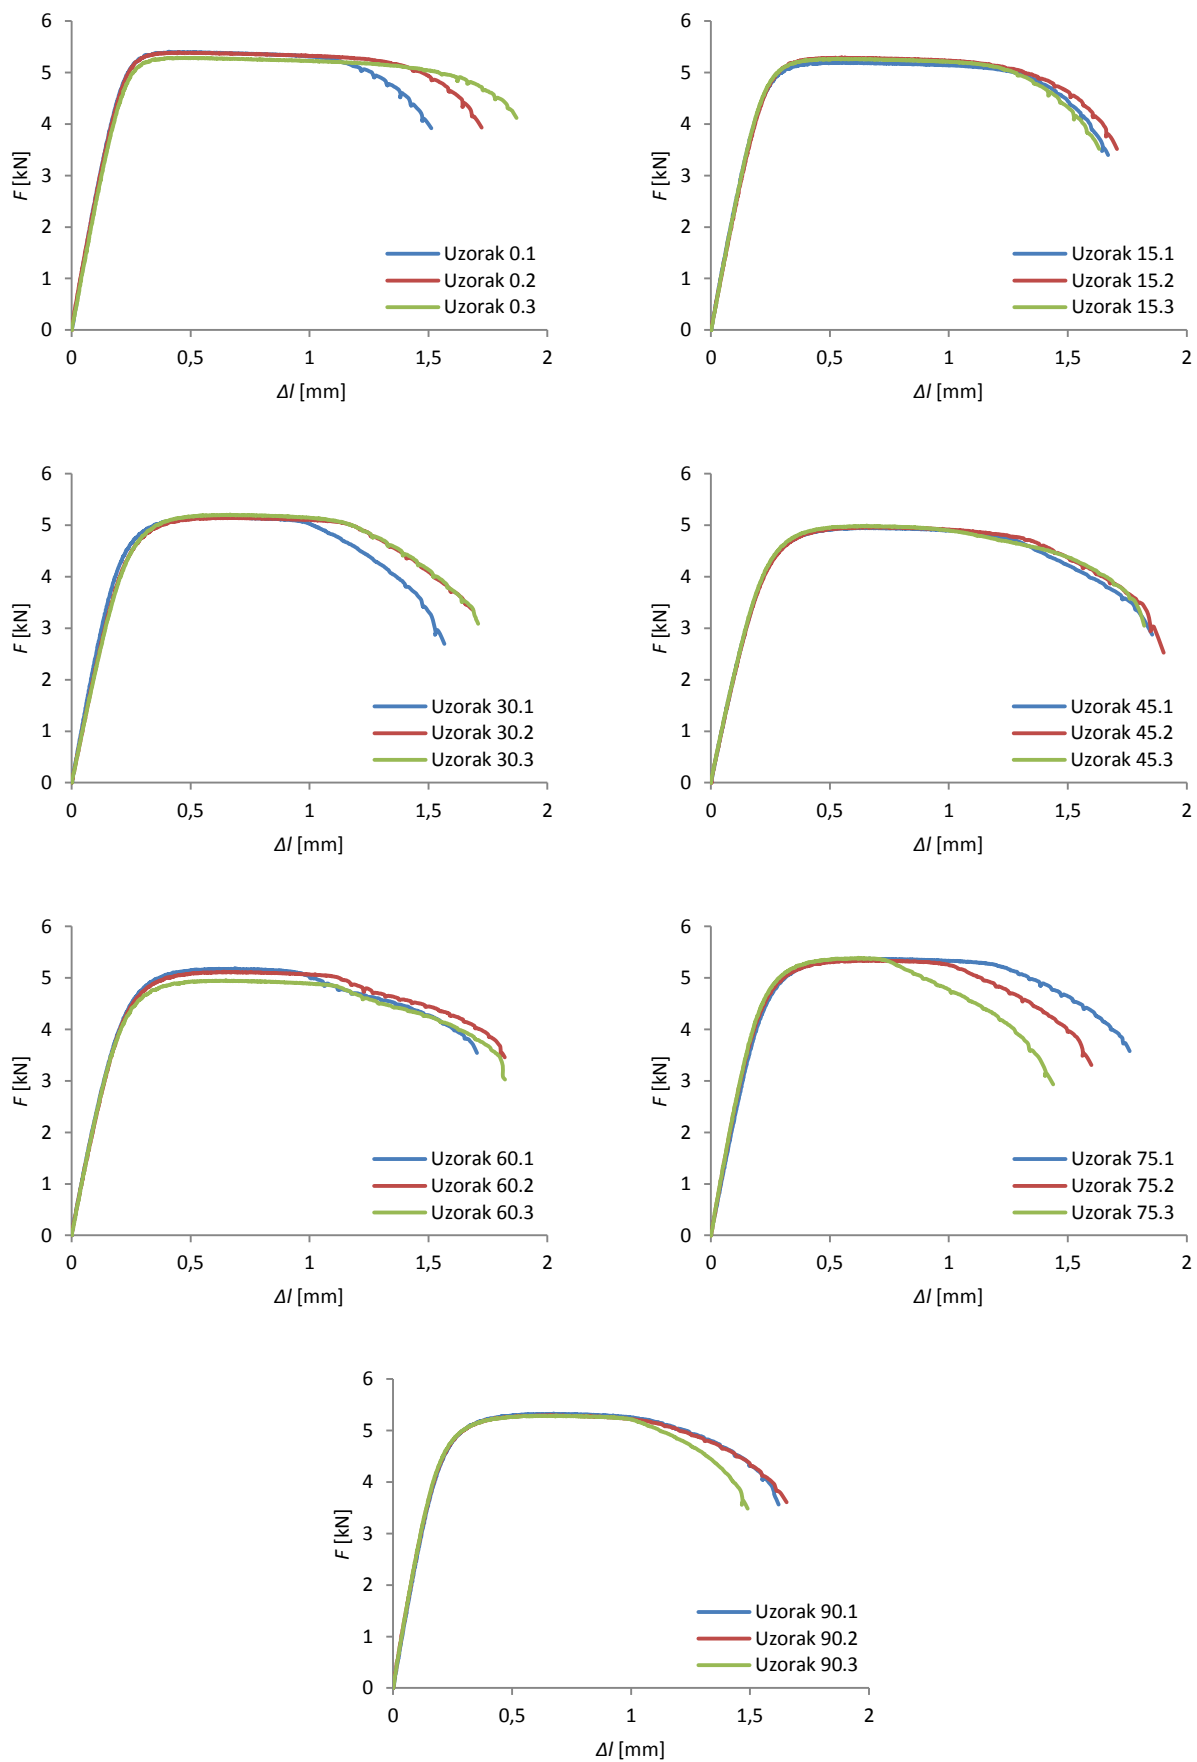 6
5
4
3
2
1
0
F [kN]
0
0,5
1
1,5
2
Δl [mm]
Uzorak 0.1
Uzorak 0.2
Uzorak 0.3
6
5
4
3
2
1
0
F [kN]
0
0,5
1
1,5
2
Δl [mm]
Uzorak 15.1
Uzorak 15.2
Uzorak 15.3
6
5
4
3
2
1
0
F [kN]
0
0,5
1
1,5
2
Δl [mm]
Uzorak 30.1
Uzorak 30.2
Uzorak 30.3
6
5
4
3
2
1
0
F [kN]
0
0,5
1
1,5
2
Δl [mm]
Uzorak 45.1
Uzorak 45.2
Uzorak 45.3
6
5
4
3
2
1
0
F [kN]
0
0,5
1
1,5
2
Δl [mm]
Uzorak 60.1
Uzorak 60.2
Uzorak 60.3
6
5
4
3
2
1
0
F [kN]
0
0,5
1
1,5
2
Δl [mm]
Uzorak 75.1
Uzorak 75.2
Uzorak 75.3
6
5
4
3
2
1
0
F [kN]
0
0,5
1
1,5
2
Δl [mm]
Uzorak 90.1
Uzorak 90.2
Uzorak 90.3